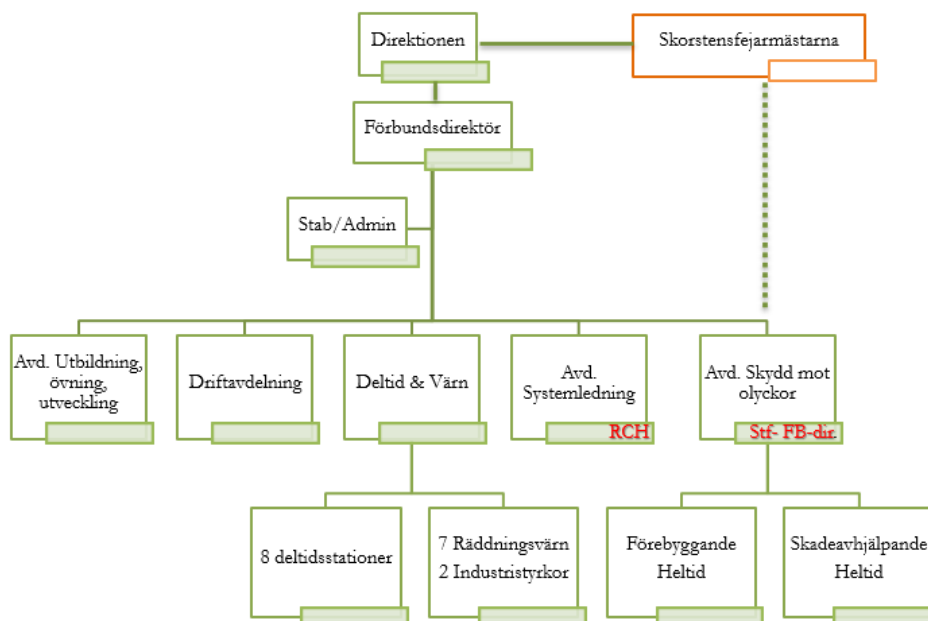 Direktionen
Skorstensfejarmästarna
Förbundsdirektör
Stab/Admin
Avd. Utbildning,
övning,
utveckling
Driftavdelning
Deltid & Värn
Avd.
Systemledning
RCH
Avd. Skydd mot
olyckor
Stf- FB-dir.
8 deltidsstationer
7 Räddningsvärn
2 Industristyrkor
Förebyggande
Heltid
Skadeavhjälpande
Heltid